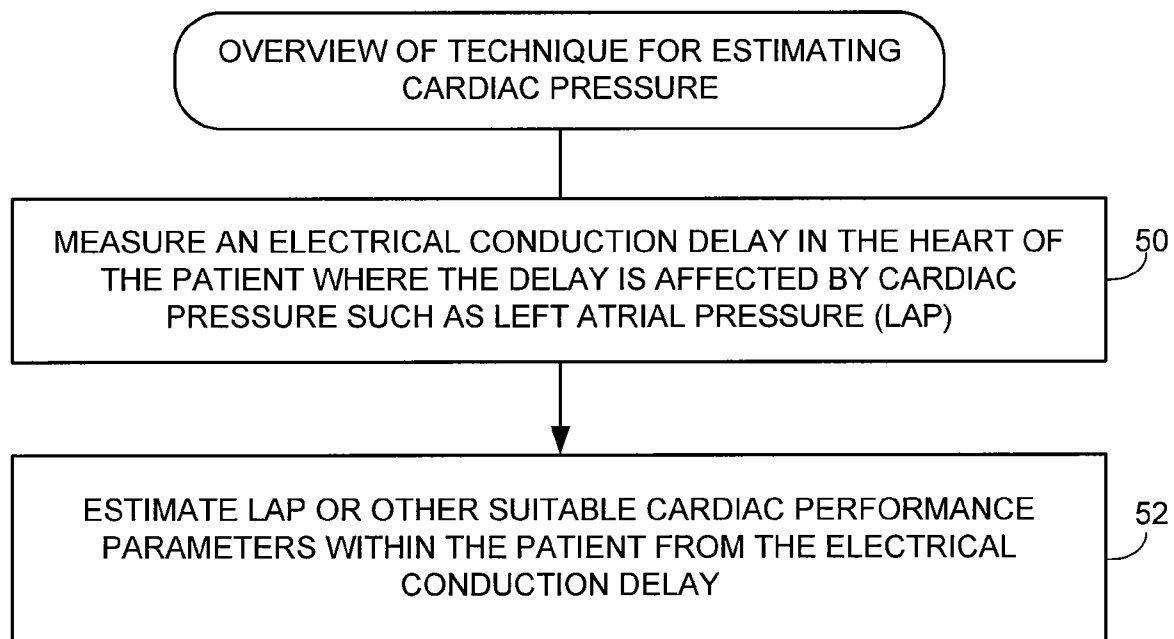 OVERVIEW OF TECHNIQUE FOR ESTIMATING
CARDIAC PRESSURE
MEASURE AN ELECTRICAL CONDUCTION DELAY IN THE HEART OF
THE PATIENT WHERE THE DELAY IS AFFECTED BY CARDIAC
PRESSURE SUCH AS LEFT ATRIAL PRESSURE (LAP)
50
ESTIMATE LAP OR OTHER SUITABLE CARDIAC PERFORMANCE
PARAMETERS WITHIN THE PATIENT FROM THE ELECTRICAL
CONDUCTION DELAY
52